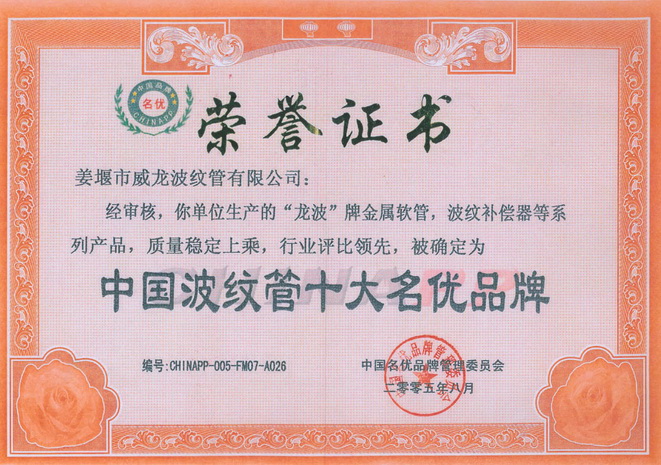 中国品牌
名优
CHINAPP
荣誉证书
姜堰市威龙波纹管有限公司：
经审核，你单位生产的“龙波”牌金属软管，波纹补偿器等系
列产品，质量稳定上乘，行业评比领先，被确定为
CHINAPP
中国波纹管十大名优品牌
编号:CHINAPP-005-FM07-A026
中国名优品牌管理委员会
二零零五年八月